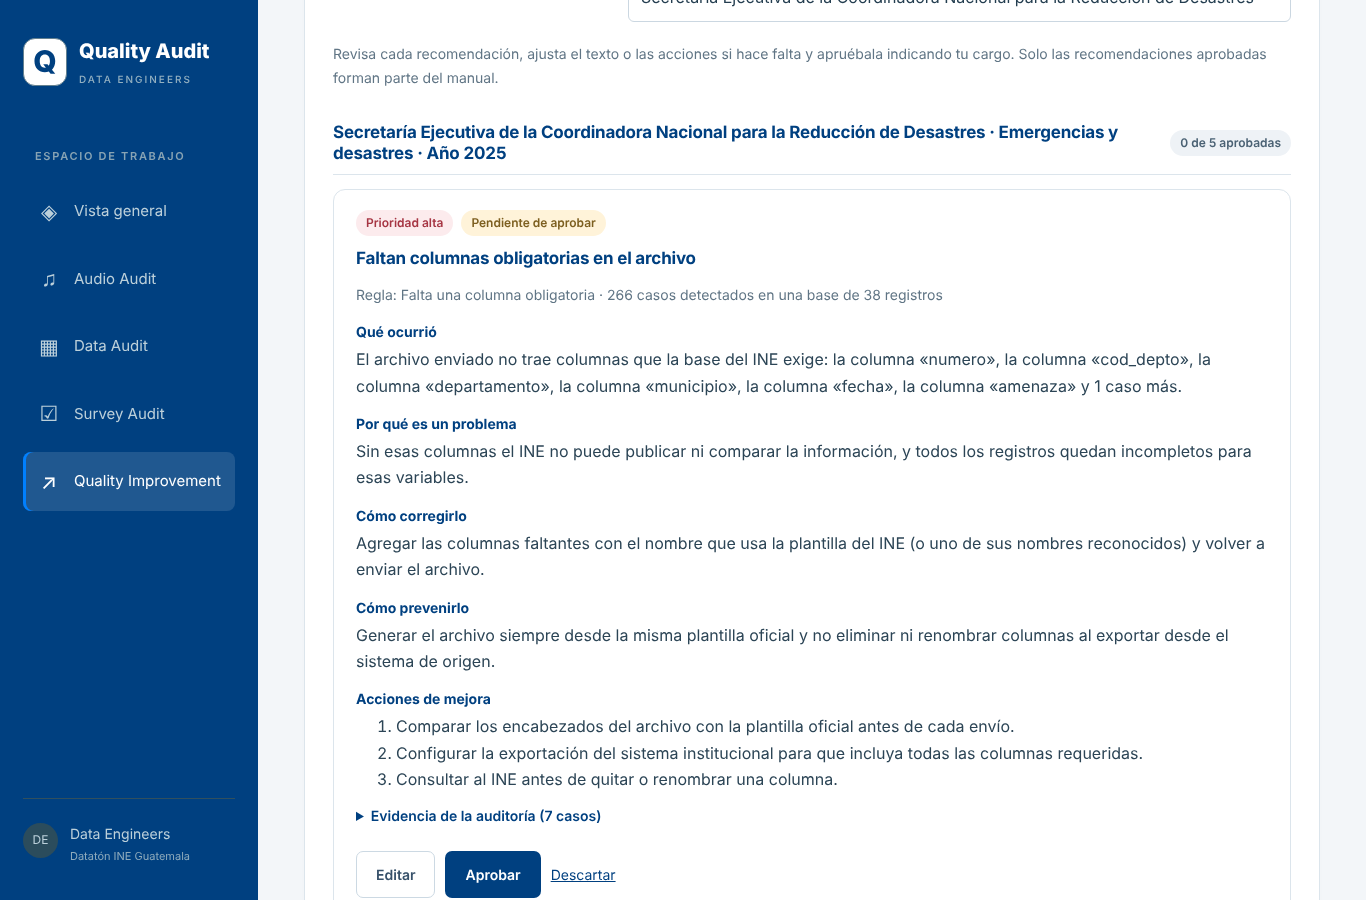 Quality Audit
DATA ENGINEERS
ESPACIO DE TRABAJO
Vista general
Audio Audit
Data Audit
Survey Audit
Quality Improvement
DE
Data Engineers
Datatón INE Guatemala
Secretaría Ejecutiva de la Coordinadora Nacional para la Reducción de Desastres
Revisa cada recomendación, ajusta el texto o las acciones si hace falta y apruébala indicando tu cargo. Solo las recomendaciones aprobadas
forman parte del manual.
Secretaría Ejecutiva de la Coordinadora Nacional para la Reducción de Desastres · Emergencias y
desastres · Año 2025
0 de 5 aprobadas
Prioridad alta
Pendiente de aprobar
Faltan columnas obligatorias en el archivo
Regla: Falta una columna obligatoria · 266 casos detectados en una base de 38 registros
Qué ocurrió
El archivo enviado no trae columnas que la base del INE exige: la columna «numero», la columna «cod_depto», la
columna «departamento», la columna «municipio», la columna «fecha», la columna «amenaza» y 1 caso más.
Por qué es un problema
Sin esas columnas el INE no puede publicar ni comparar la información, y todos los registros quedan incompletos para
esas variables.
Cómo corregirlo
Agregar las columnas faltantes con el nombre que usa la plantilla del INE (o uno de sus nombres reconocidos) y volver a
enviar el archivo.
Cómo prevenirlo
Generar el archivo siempre desde la misma plantilla oficial y no eliminar ni renombrar columnas al exportar desde el
sistema de origen.
Acciones de mejora
1. Comparar los encabezados del archivo con la plantilla oficial antes de cada envío.
2. Configurar la exportación del sistema institucional para que incluya todas las columnas requeridas.
3. Consultar al INE antes de quitar o renombrar una columna.
Evidencia de la auditoría (7 casos)
Editar
Aprobar
Descartar